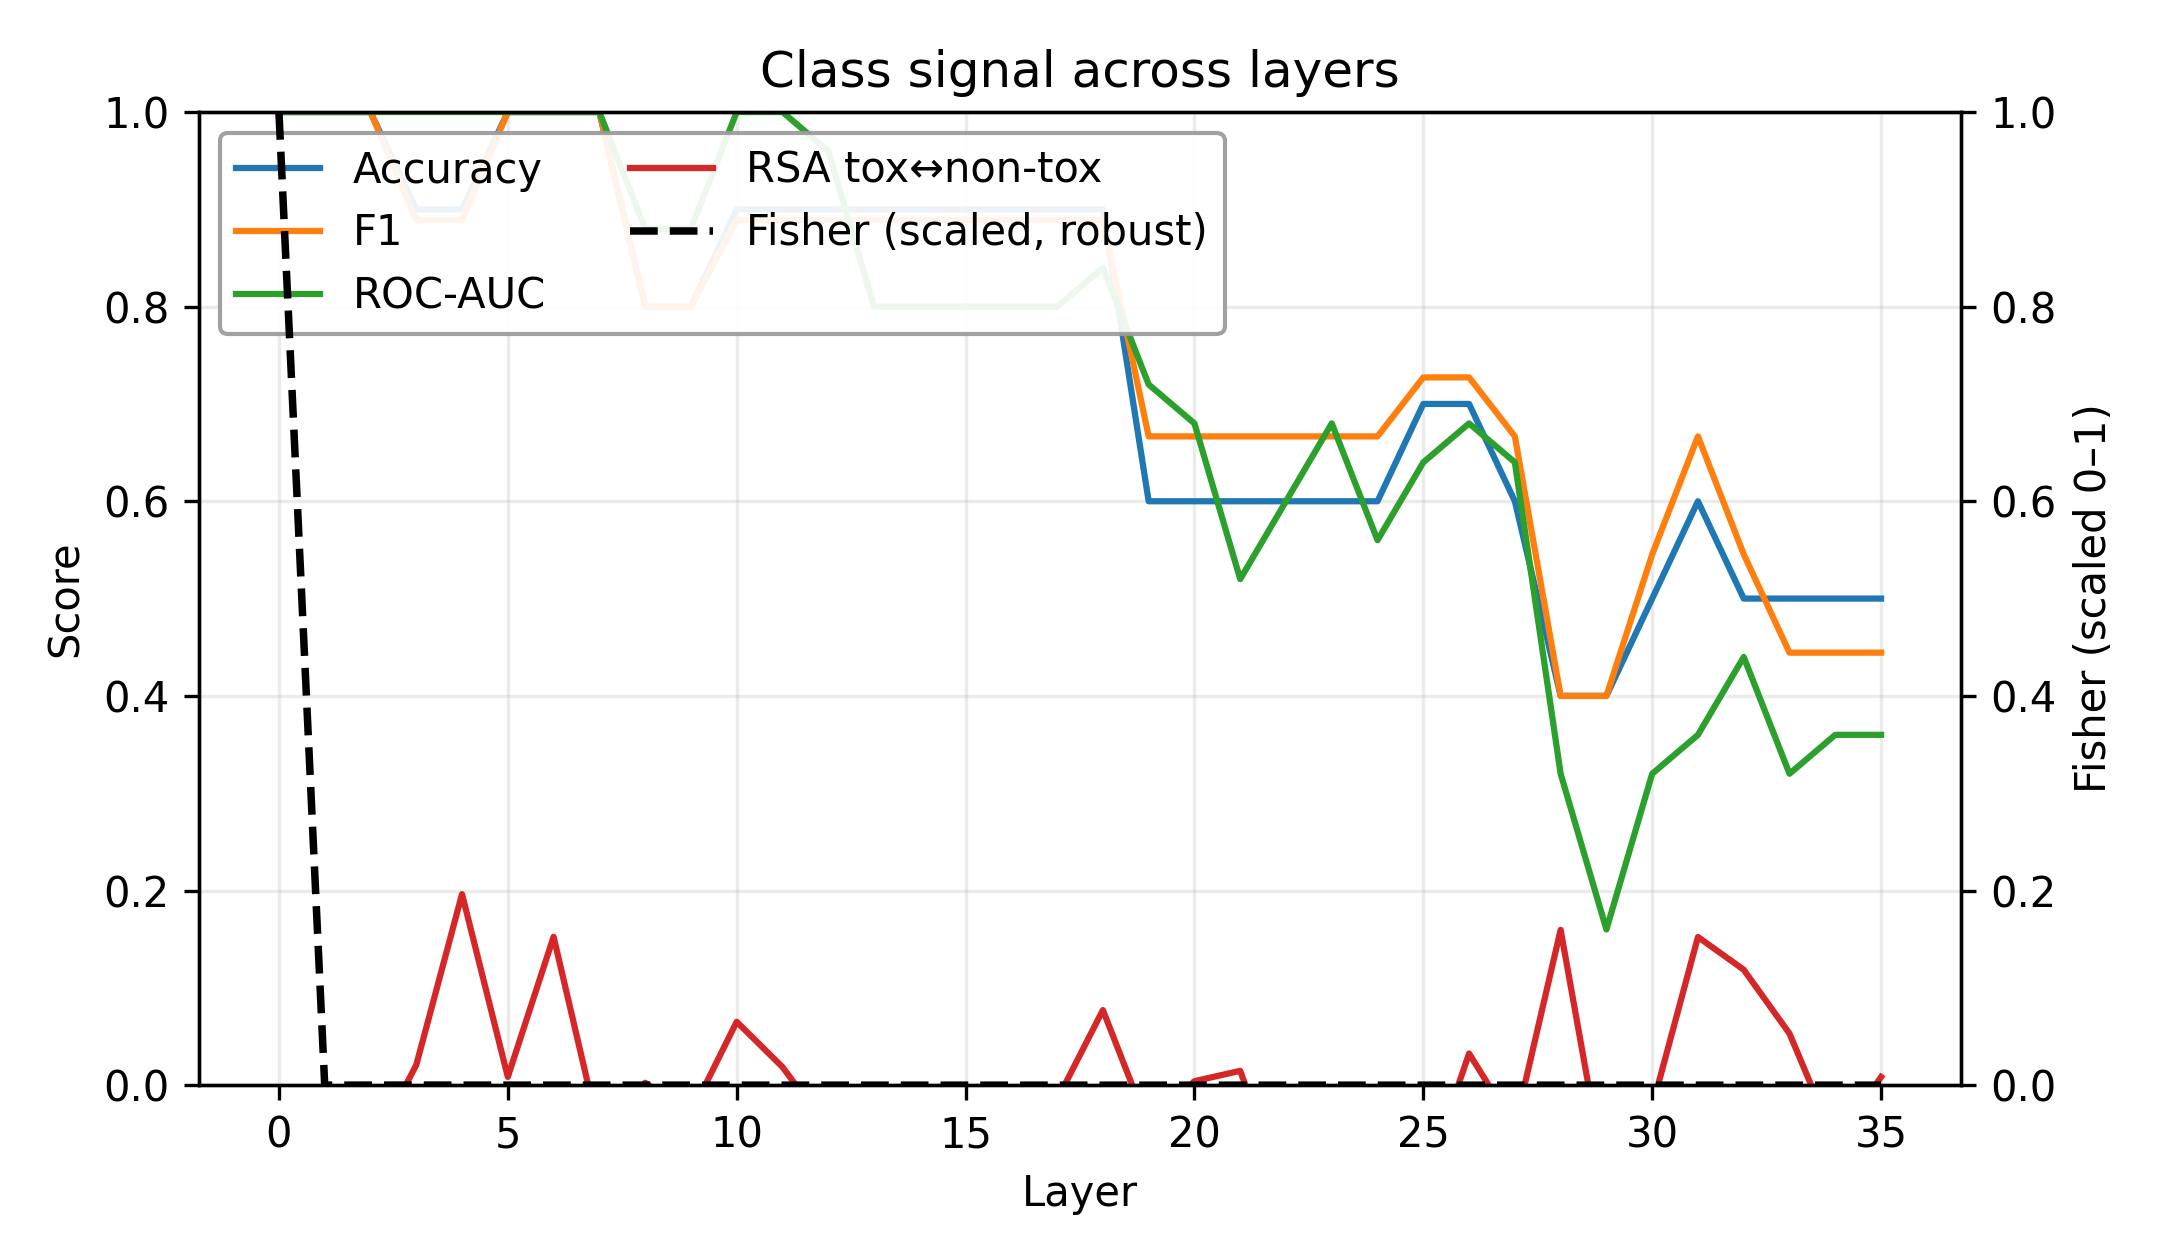 Class signal across layers
1.0
0.8
0.6
0.4
0.2
0.0
Score
Accuracy
F1
ROC-AUC
RSA tox↔non-tox
Fisher (scaled, robust)
1.0
0.8
0.6
0.4
0.2
0.0
Fisher (scaled 0–1)
0 5 10 15 20 25 30 35
Layer